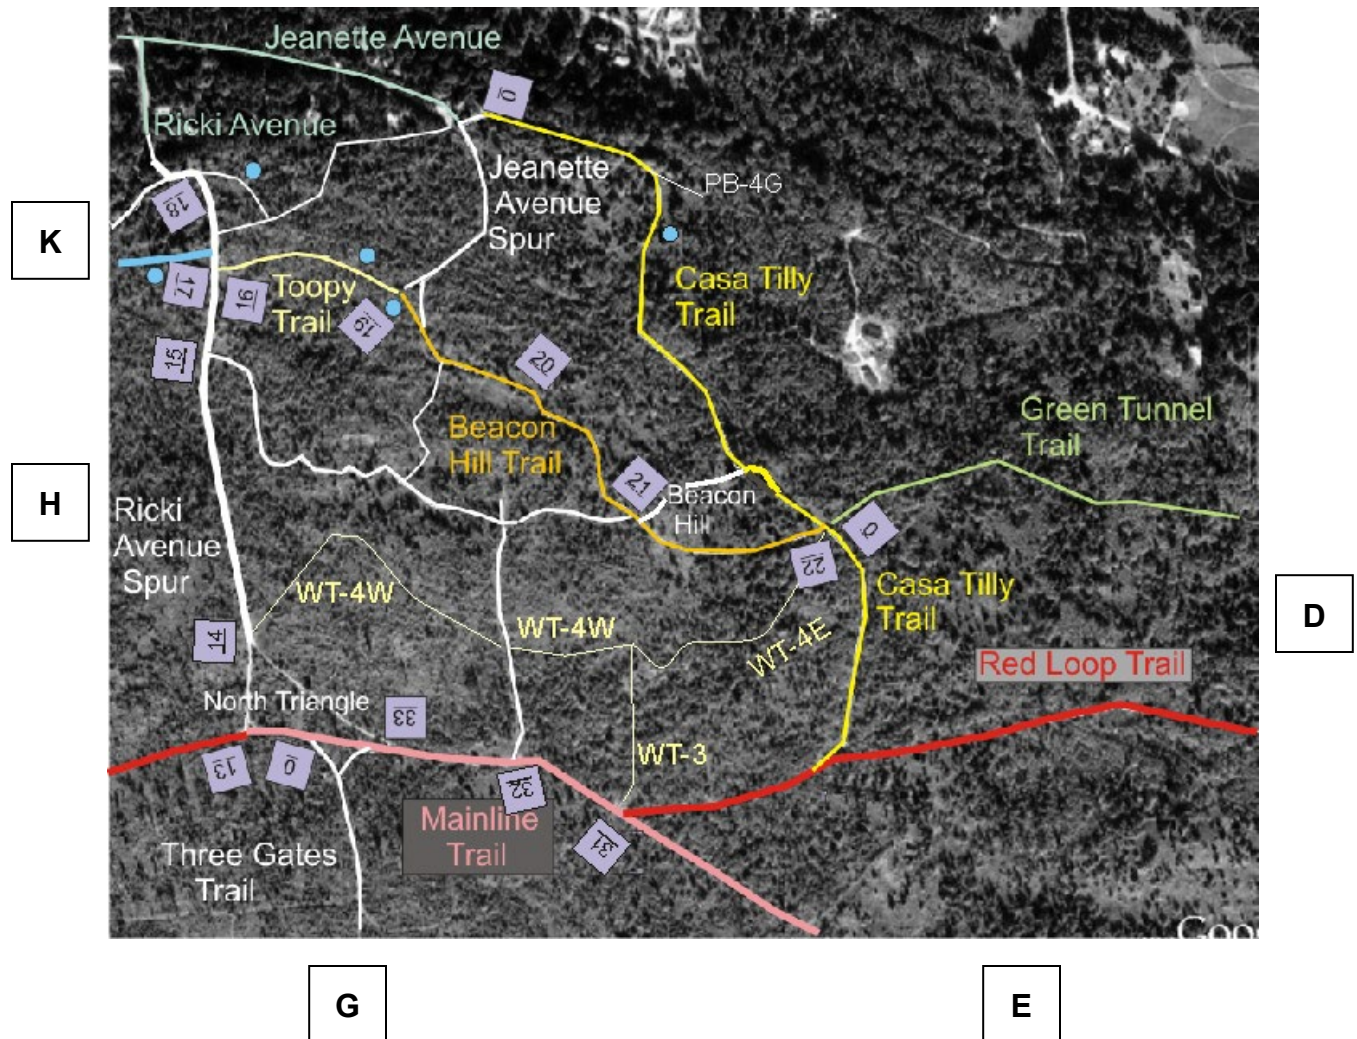 Jeanette Avenue
0
Ricki Avenue
Jeanette
Avenue
Spur
PB-4G
18
K
17
16
Toopy
Trail
19
Casa Tilly
Trail
15
20
Green Tunnel
Trail
Beacon
Hill Trail
21
Beacon
Hill
H
Ricki
Avenue
Spur
0
22
WT-4W
Casa Tilly
Trail
D
WT-4W
WT-4E
14
Red Loop Trail
North Triangle
33
WT-3
13
0
32
Mainline
Trail
31
Three Gates
Trail
Goo
G
E